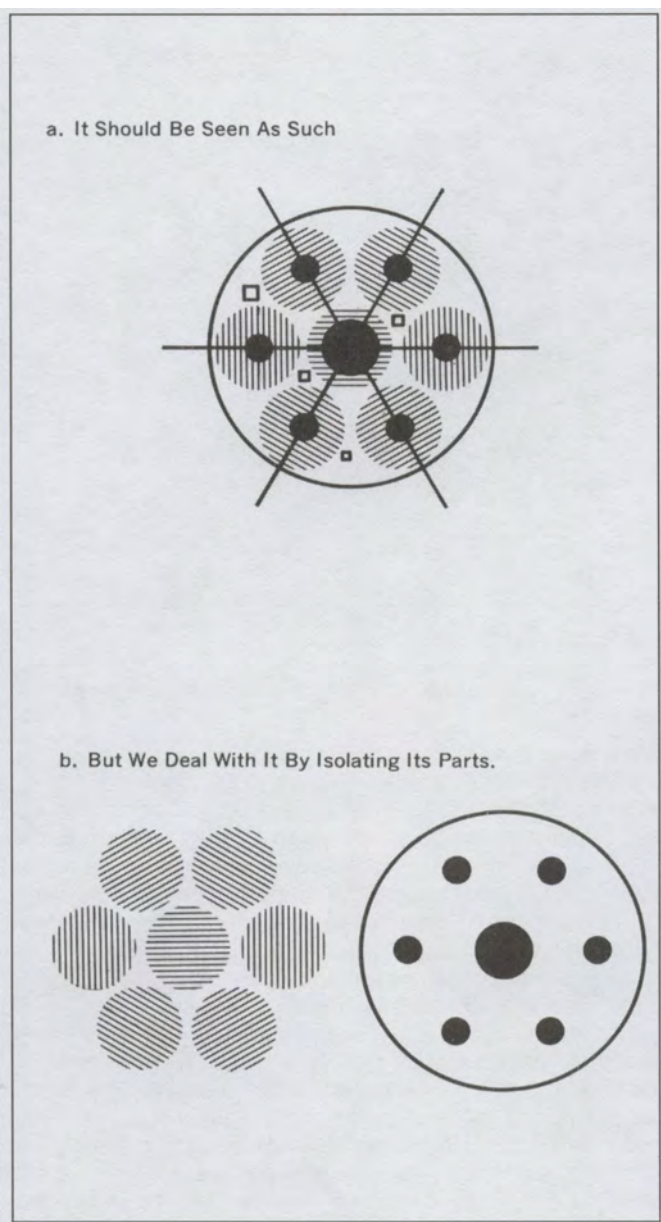 a. It Should Be Seen As Such
b. But We Deal With It By Isolating Its Parts.